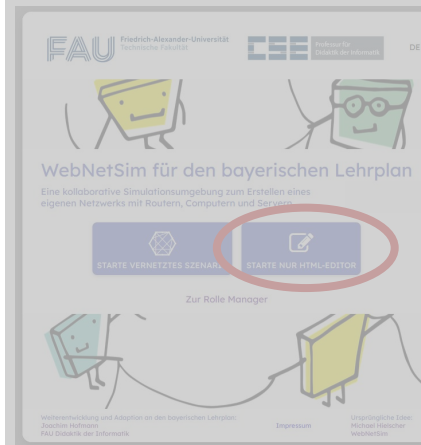 FAU
Friedrich-Alexander-Universität
Technische Fakultät
Professur für
Didaktik der Informatik
DE
WebNetSim für den bayerischen Lehrplan
Eine kollaborative Simulationsumgebung zum Erstellen eines
eigenen Netzwerks mit Routern, Computern und Servern
STARTE VERNETZTES SZENARIO
STARTE NUR HTML-EDITOR
Zur Rolle Manager
Weiterentwicklung und Adaption an den bayerischen Lehrplan:
Joachim Hofmann
FAU Didaktik der Informatik
Impressum
Ursprüngliche Idee:
Michael Hielscher
WebNetSim